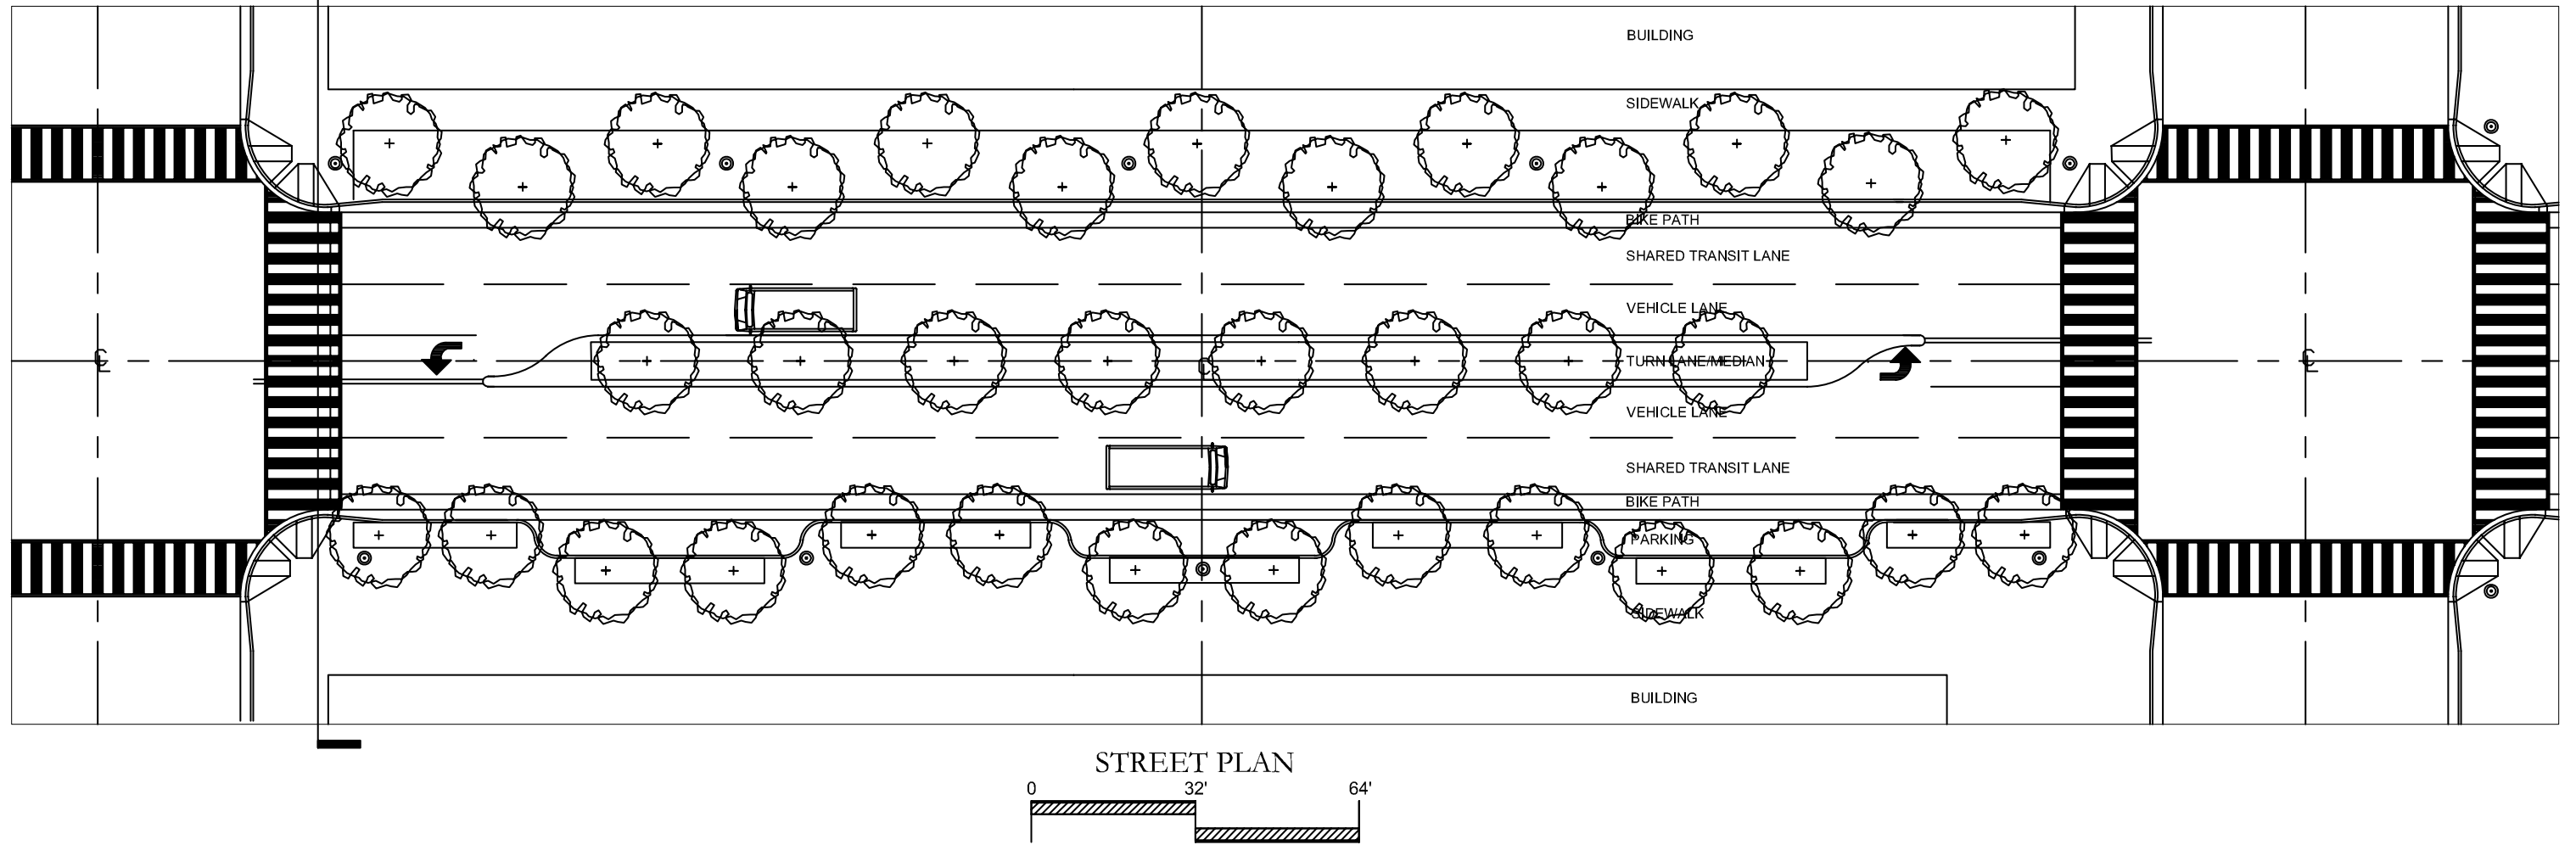 BUILDING
SIDEWALK
BIKE PATH
SHARED TRANSIT LANE
VEHICLE LANE
℄ ℄ TURN LANE/MEDIAN ℄
VEHICLE LANE
SHARED TRANSIT LANE
BIKE PATH
PARKING
SIDEWALK
BUILDING
STREET PLAN
0 32' 64'